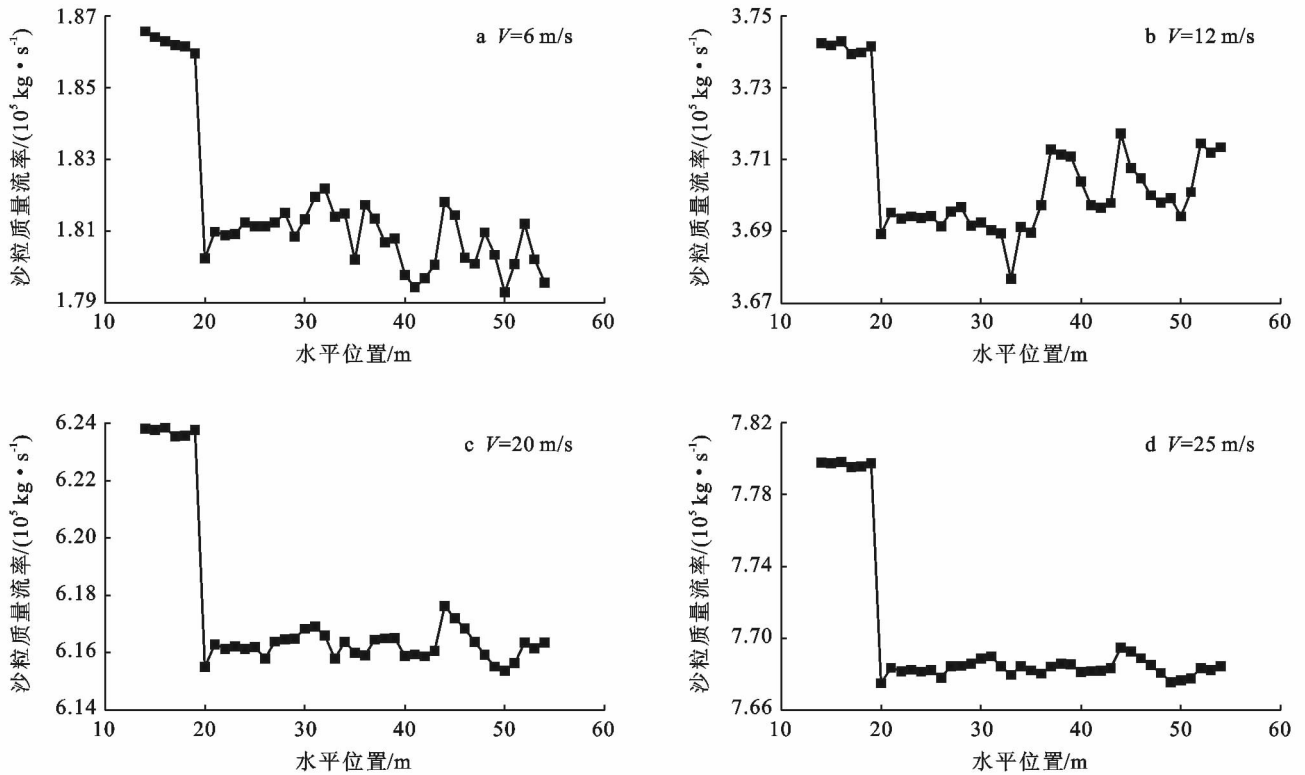 a V=6 m/s
沙粒质量流率/(10⁵ kg·s⁻¹)
1.87
1.85
1.83
1.81
1.79
10 20 30 40 50 60
水平位置/m
b V=12 m/s
沙粒质量流率/(10⁵ kg·s⁻¹)
3.75
3.73
3.71
3.69
3.67
10 20 30 40 50 60
水平位置/m
c V=20 m/s
沙粒质量流率/(10⁵ kg·s⁻¹)
6.24
6.22
6.20
6.18
6.16
6.14
10 20 30 40 50 60
水平位置/m
d V=25 m/s
沙粒质量流率/(10⁵ kg·s⁻¹)
7.82
7.78
7.74
7.70
7.66
10 20 30 40 50 60
水平位置/m